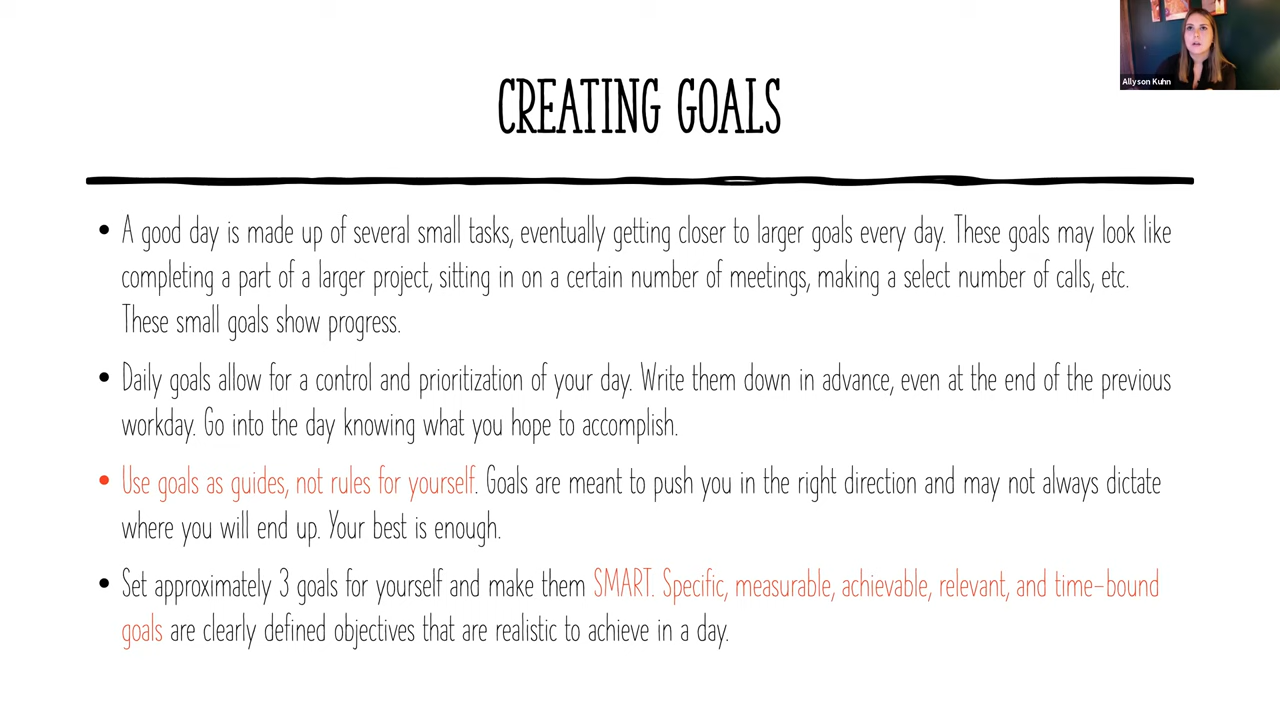 Allyson Kuhn
CREATING GOALS
• A good day is made up of several small tasks, eventually getting closer to larger goals every day. These goals may look like
completing a part of a larger project, sitting in on a certain number of meetings, making a select number of calls, etc.
These small goals show progress.
• Daily goals allow for a control and prioritization of your day. Write them down in advance, even at the end of the previous
workday. Go into the day knowing what you hope to accomplish.
• Use goals as guides, not rules for yourself. Goals are meant to push you in the right direction and may not always dictate
where you will end up. Your best is enough.
• Set approximately 3 goals for yourself and make them SMART. Specific, measurable, achievable, relevant, and time-bound
goals are clearly defined objectives that are realistic to achieve in a day.